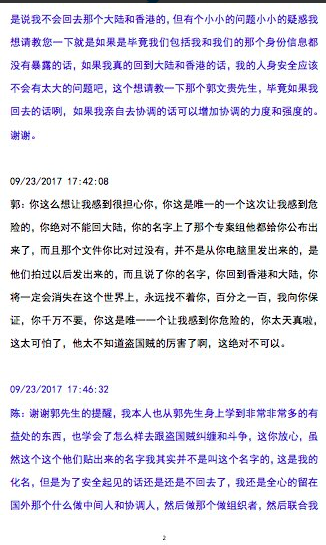 是说我不会回去那个大陆和香港的,但有个小小的问题小小的疑惑我
想请教您一下就是如果是毕竟我们包括我和我们的那个身份信息都
没有暴露的话,如果我真的回到大陆和香港的话,我的人身安全应该
不会有太大的问题吧,这个想请教一下那个郭文贵先生,毕竟如果我
回去的话咧,如果我亲自去协调的话可以增加协调的力度和强度的。
谢谢。
09/23/2017 17:42:08
郭:你这么想让我感到很担心你,你这是唯一的一个这次让我感到危
险的,你绝对不能回大陆,你的名字上了那个专案组他都给你公布出
来了,而且那个文件你比对过没有,并不是从你电脑里发出来的,是
他们拍过以后发出来的,而且说了你的名字,你回到香港和大陆,你
将一定会消失在这个世界上,永远找不着你,百分之一百,我向你保
证,你千万不要,你这是唯一一个让我感到你危险的,你太天真啦,
这太可怕了,他太不知道盗国贼的厉害了啊,这绝对不可以。
09/23/2017 17:46:32
陈:谢谢郭先生的提醒,我本人也从郭先生身上学到非常非常多的有
益处的东西,也学会了怎么样去跟盗国贼纠缠和斗争,这你放心,虽
然这个这个他们贴出来的名字我其实并不是叫这个名字的,这是我的
化名,但是为了安全起见的话还是还是不回去了,我还是全心的留在
国外那个什么做中间人和协调人,然后做那个做组织者,然后联合我
2